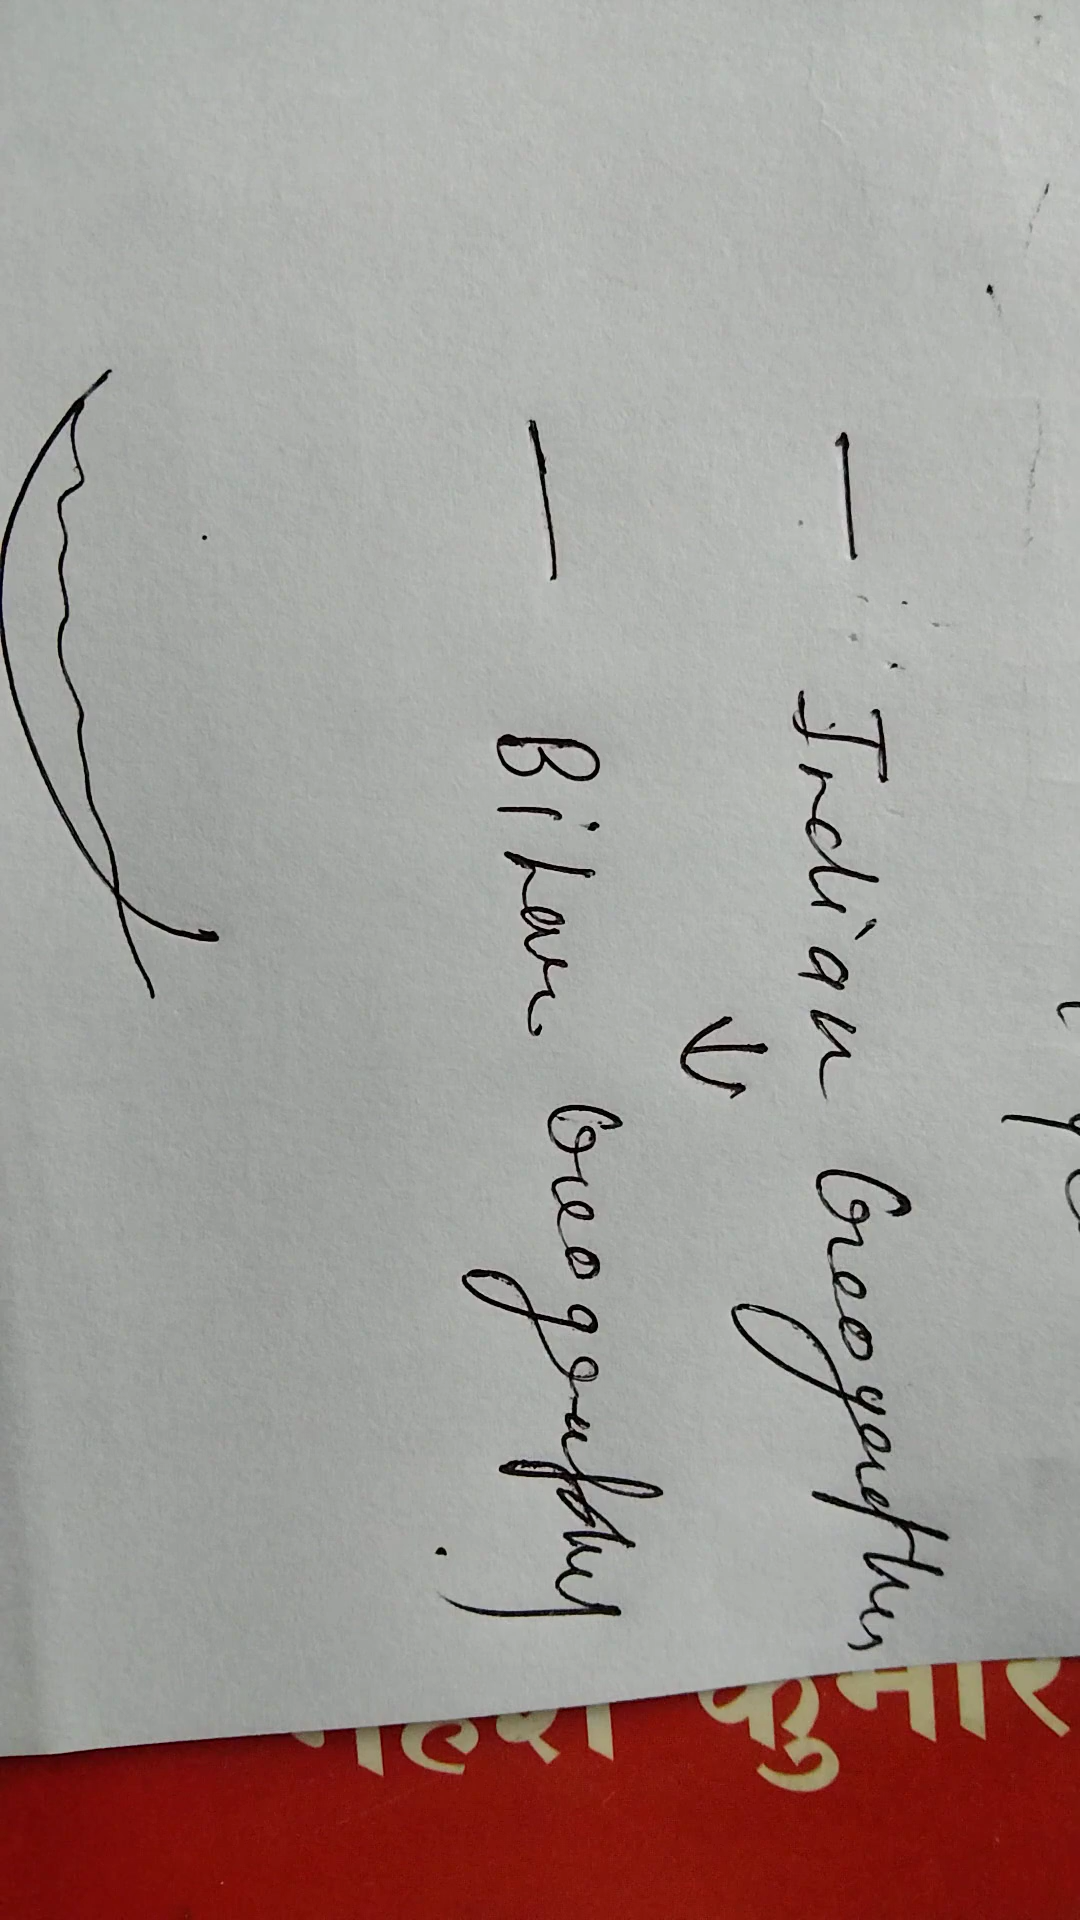 — Indian Geography
↓
— Bihar Geography
कुमार